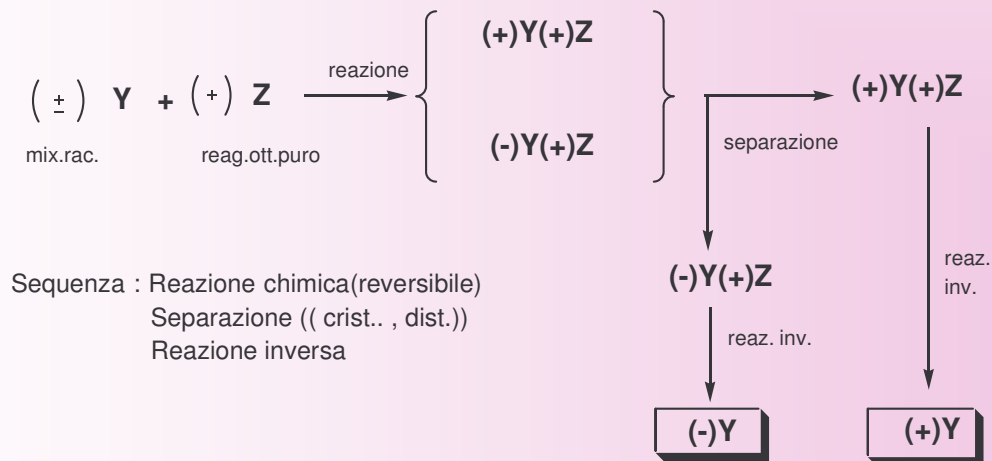 (+)Y(+)Z
(±) Y + (+) Z
reazione
(+)Y(+)Z
mix.rac.
reag.ott.puro
(-)Y(+)Z
separazione
Sequenza : Reazione chimica(reversibile)
Separazione (( crist.. , dist.))
Reazione inversa
(-)Y(+)Z
reaz. inv.
reaz.
inv.
(-)Y
(+)Y